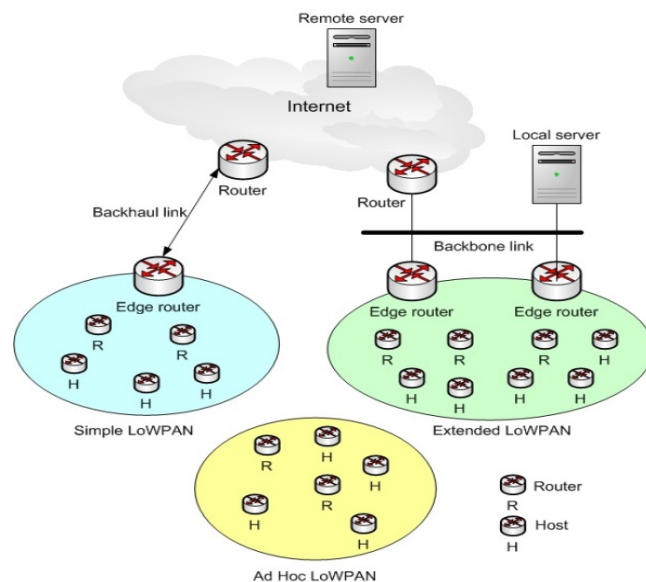 Remote server
Internet
Local server
Router
Router
Backhaul link
Backbone link
Edge router
Edge router
Edge router
R
R
H
H
H
R
R
R
H
H
H
H
H
Simple LoWPAN
Extended LoWPAN
R
H
H
R
H
H
Ad Hoc LoWPAN
Router
R
Host
H